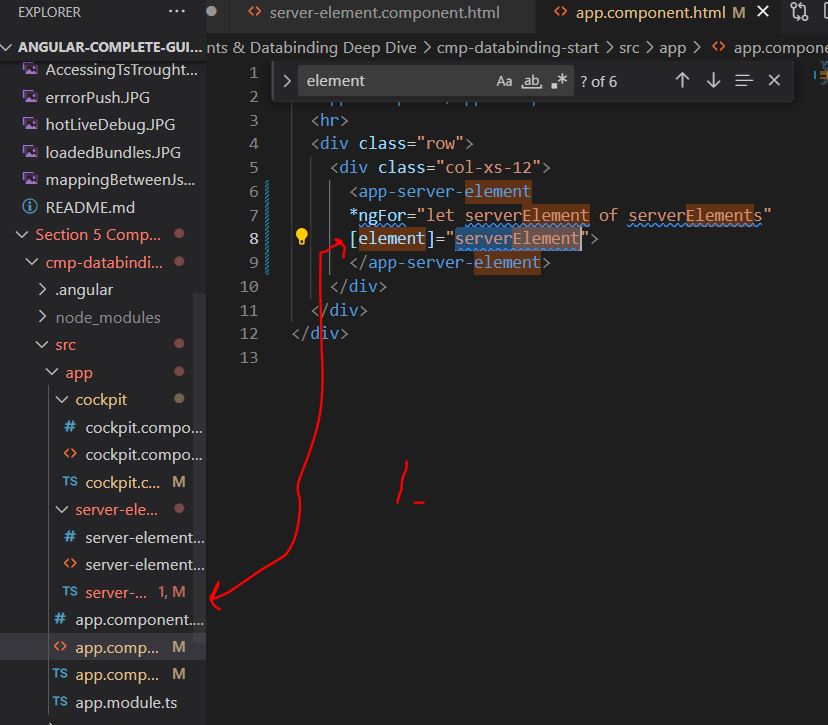 EXPLORER
···
server-element.component.html
app.component.html M
ANGULAR-COMPLETE-GUI...
nts & Databinding Deep Dive > cmp-databinding-start > src > app > app.compone
AccessingTsTrought...
errrorPush.JPG
hotLiveDebug.JPG
loadedBundles.JPG
mappingBetweenJs...
README.md
Section 5 Comp...
cmp-databindi...
.angular
node_modules
src
app
cockpit
cockpit.compo...
cockpit.compo...
TS cockpit.c... M
server-ele...
server-element...
server-element...
TS server-... 1, M
app.component....
app.comp... M
TS app.comp... M
TS app.module.ts
element Aa ab ? of 6
1
2
3 <hr>
4 <div class="row">
5 <div class="col-xs-12">
6 <app-server-element
7 *ngFor="let serverElement of serverElements"
8 [element]="serverElement">
9 </app-server-element>
10 </div>
11 </div>
12 </div>
13